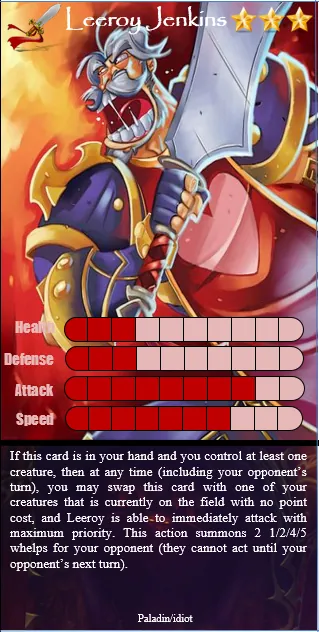 Leeroy Jenkins
Health
Defense
Attack
Speed
If this card is in your hand and you control at least one
creature, then at any time (including your opponent's
turn), you may swap this card with one of your
creatures that is currently on the field with no point
cost, and Leeroy is able to immediately attack with
maximum priority. This action summons 2 1/2/4/5
whelps for your opponent (they cannot act until your
opponent's next turn).
Paladin/idiot